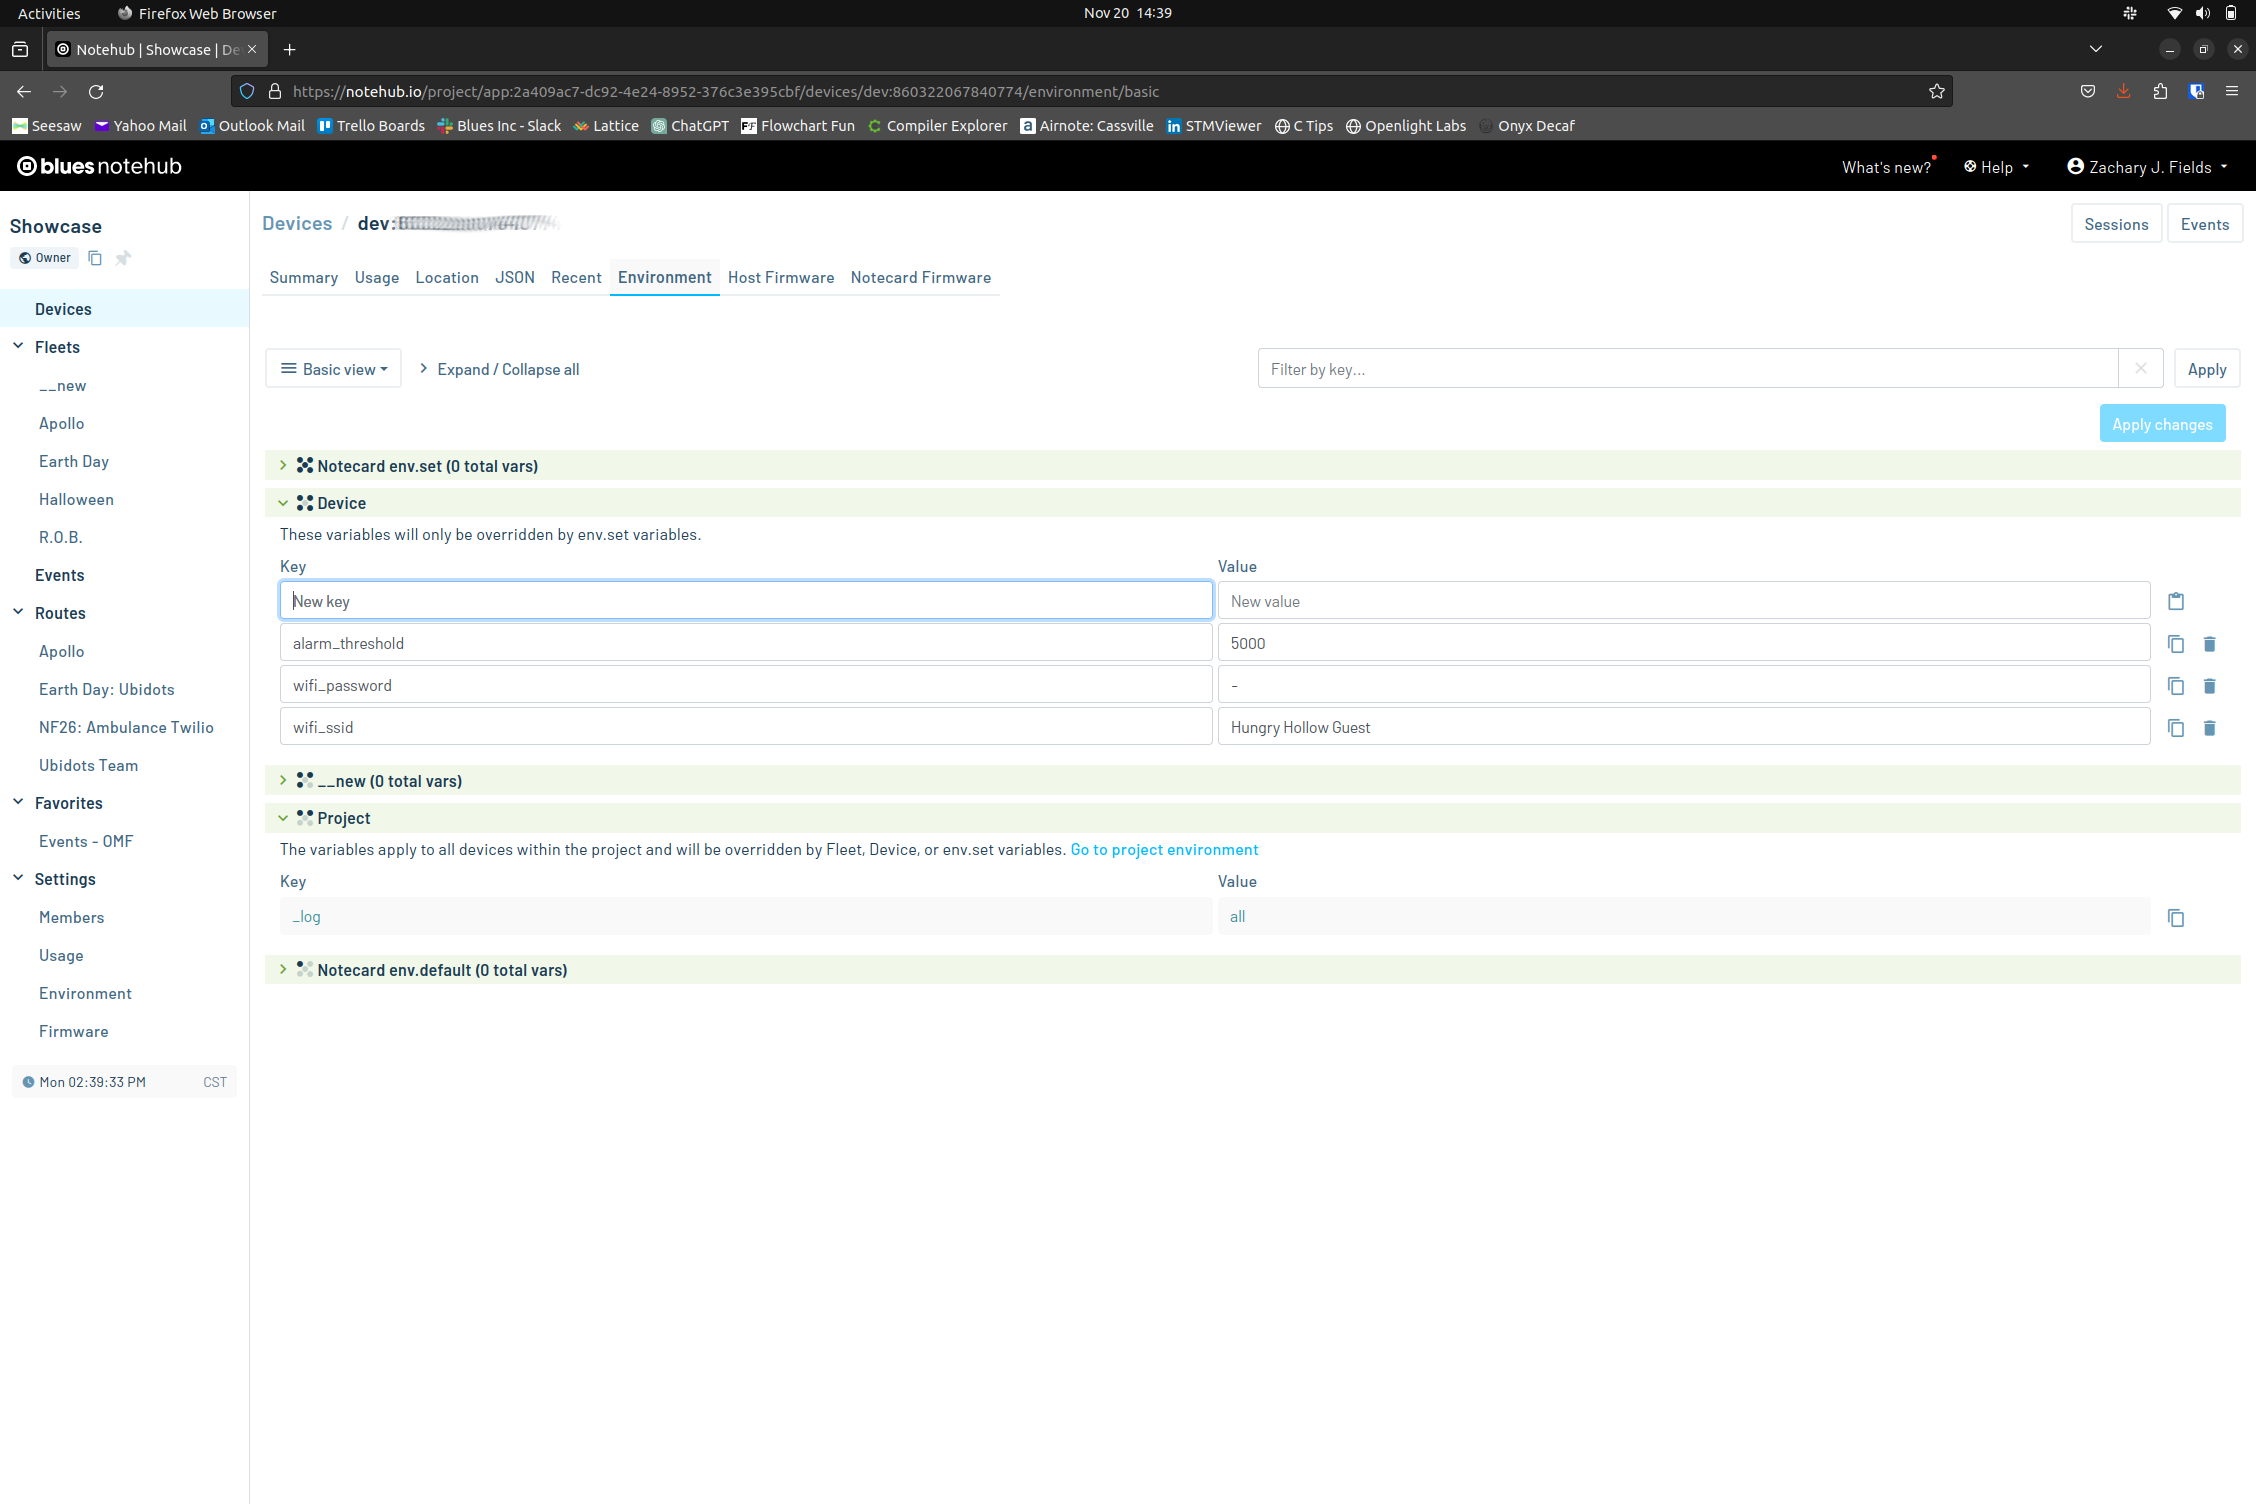 Activities Firefox Web Browser Nov 20 14:39
Notehub | Showcase | De
https://notehub.io/project/app:2a409ac7-dc92-4e24-8952-376c3e395cbf/devices/dev:860322067840774/environment/basic
Seesaw Yahoo Mail Outlook Mail Trello Boards Blues Inc - Slack Lattice ChatGPT Flowchart Fun Compiler Explorer Airnote: Cassville STMViewer C Tips Openlight Labs Onyx Decaf
blues notehub What's new? Help Zachary J. Fields
Showcase
Owner
Devices
Fleets
__new
Apollo
Earth Day
Halloween
R.O.B.
Events
Routes
Apollo
Earth Day: Ubidots
NF26: Ambulance Twilio
Ubidots Team
Favorites
Events - OMF
Settings
Members
Usage
Environment
Firmware
Mon 02:39:33 PM CST
Devices / dev:
Sessions Events
Summary Usage Location JSON Recent Environment Host Firmware Notecard Firmware
Basic view Expand / Collapse all Filter by key... Apply
Apply changes
Notecard env.set (0 total vars)
Device
These variables will only be overridden by env.set variables.
Key Value
New key New value
alarm_threshold 5000
wifi_password -
wifi_ssid Hungry Hollow Guest
__new (0 total vars)
Project
The variables apply to all devices within the project and will be overridden by Fleet, Device, or env.set variables. Go to project environment
Key Value
_log all
Notecard env.default (0 total vars)